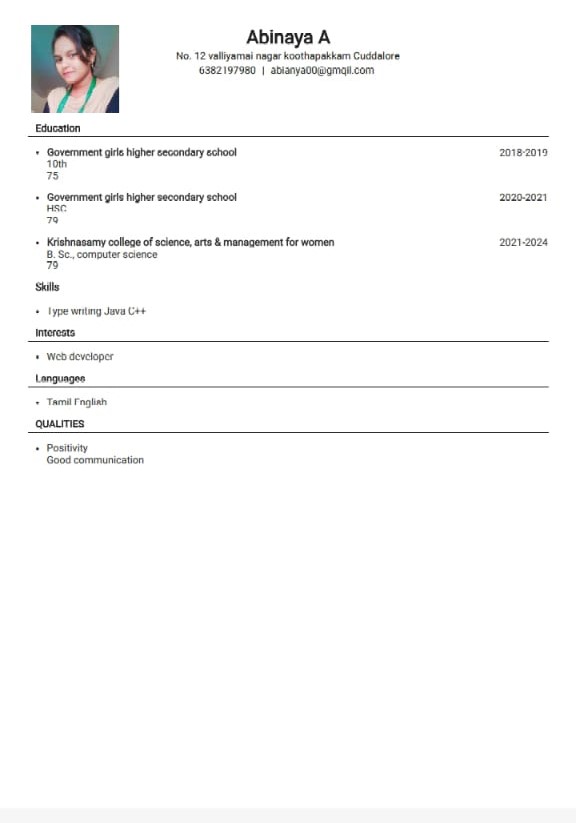 Abinaya A
No. 12 valliyamai nagar koothapakkam Cuddalore
6382197980 | abianya00@gmqil.com
Education
• Government girls higher secondary school 2018-2019
10th
75
• Government girls higher secondary school 2020-2021
HSC
79
• Krishnasamy college of science, arts & management for women 2021-2024
B. Sc., computer science
79
Skills
• Type writing Java C++
Interests
• Web developer
Languages
• Tamil English
QUALITIES
• Positivity
Good communication